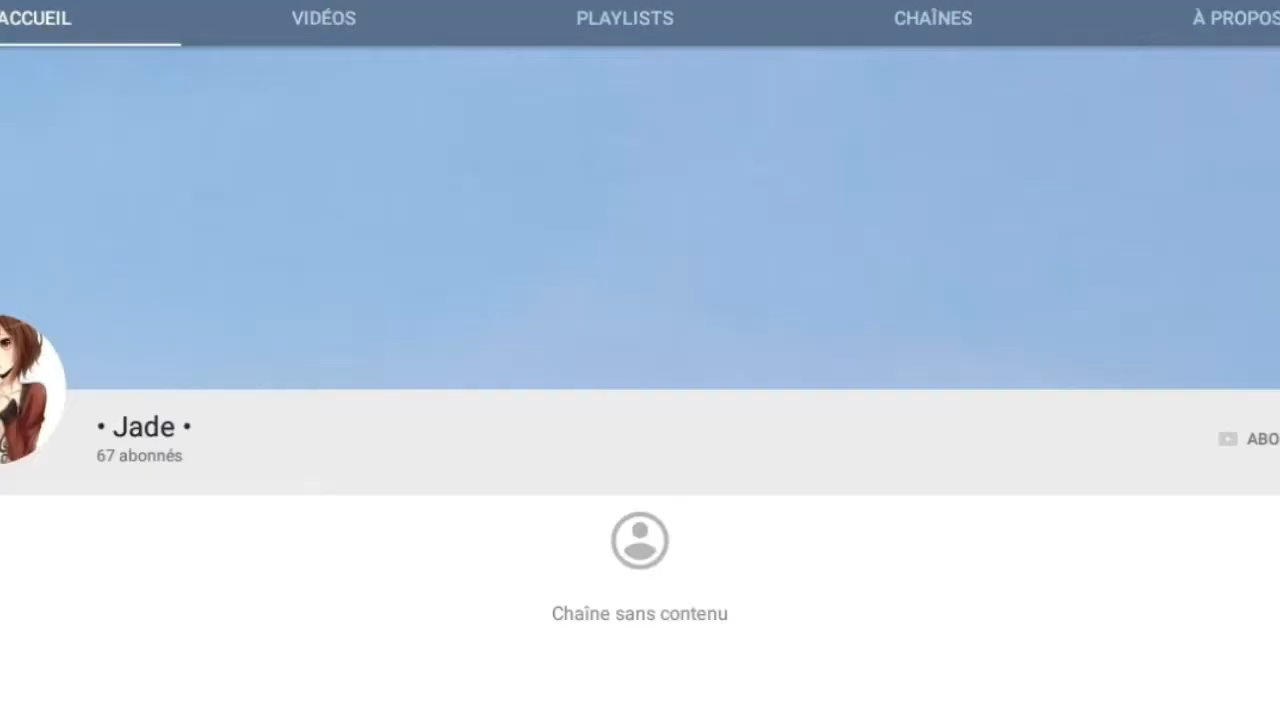 ACCUEIL VIDÉOS PLAYLISTS CHAÎNES À PROPOS
• Jade •
67 abonnés
ABO
Chaîne sans contenu